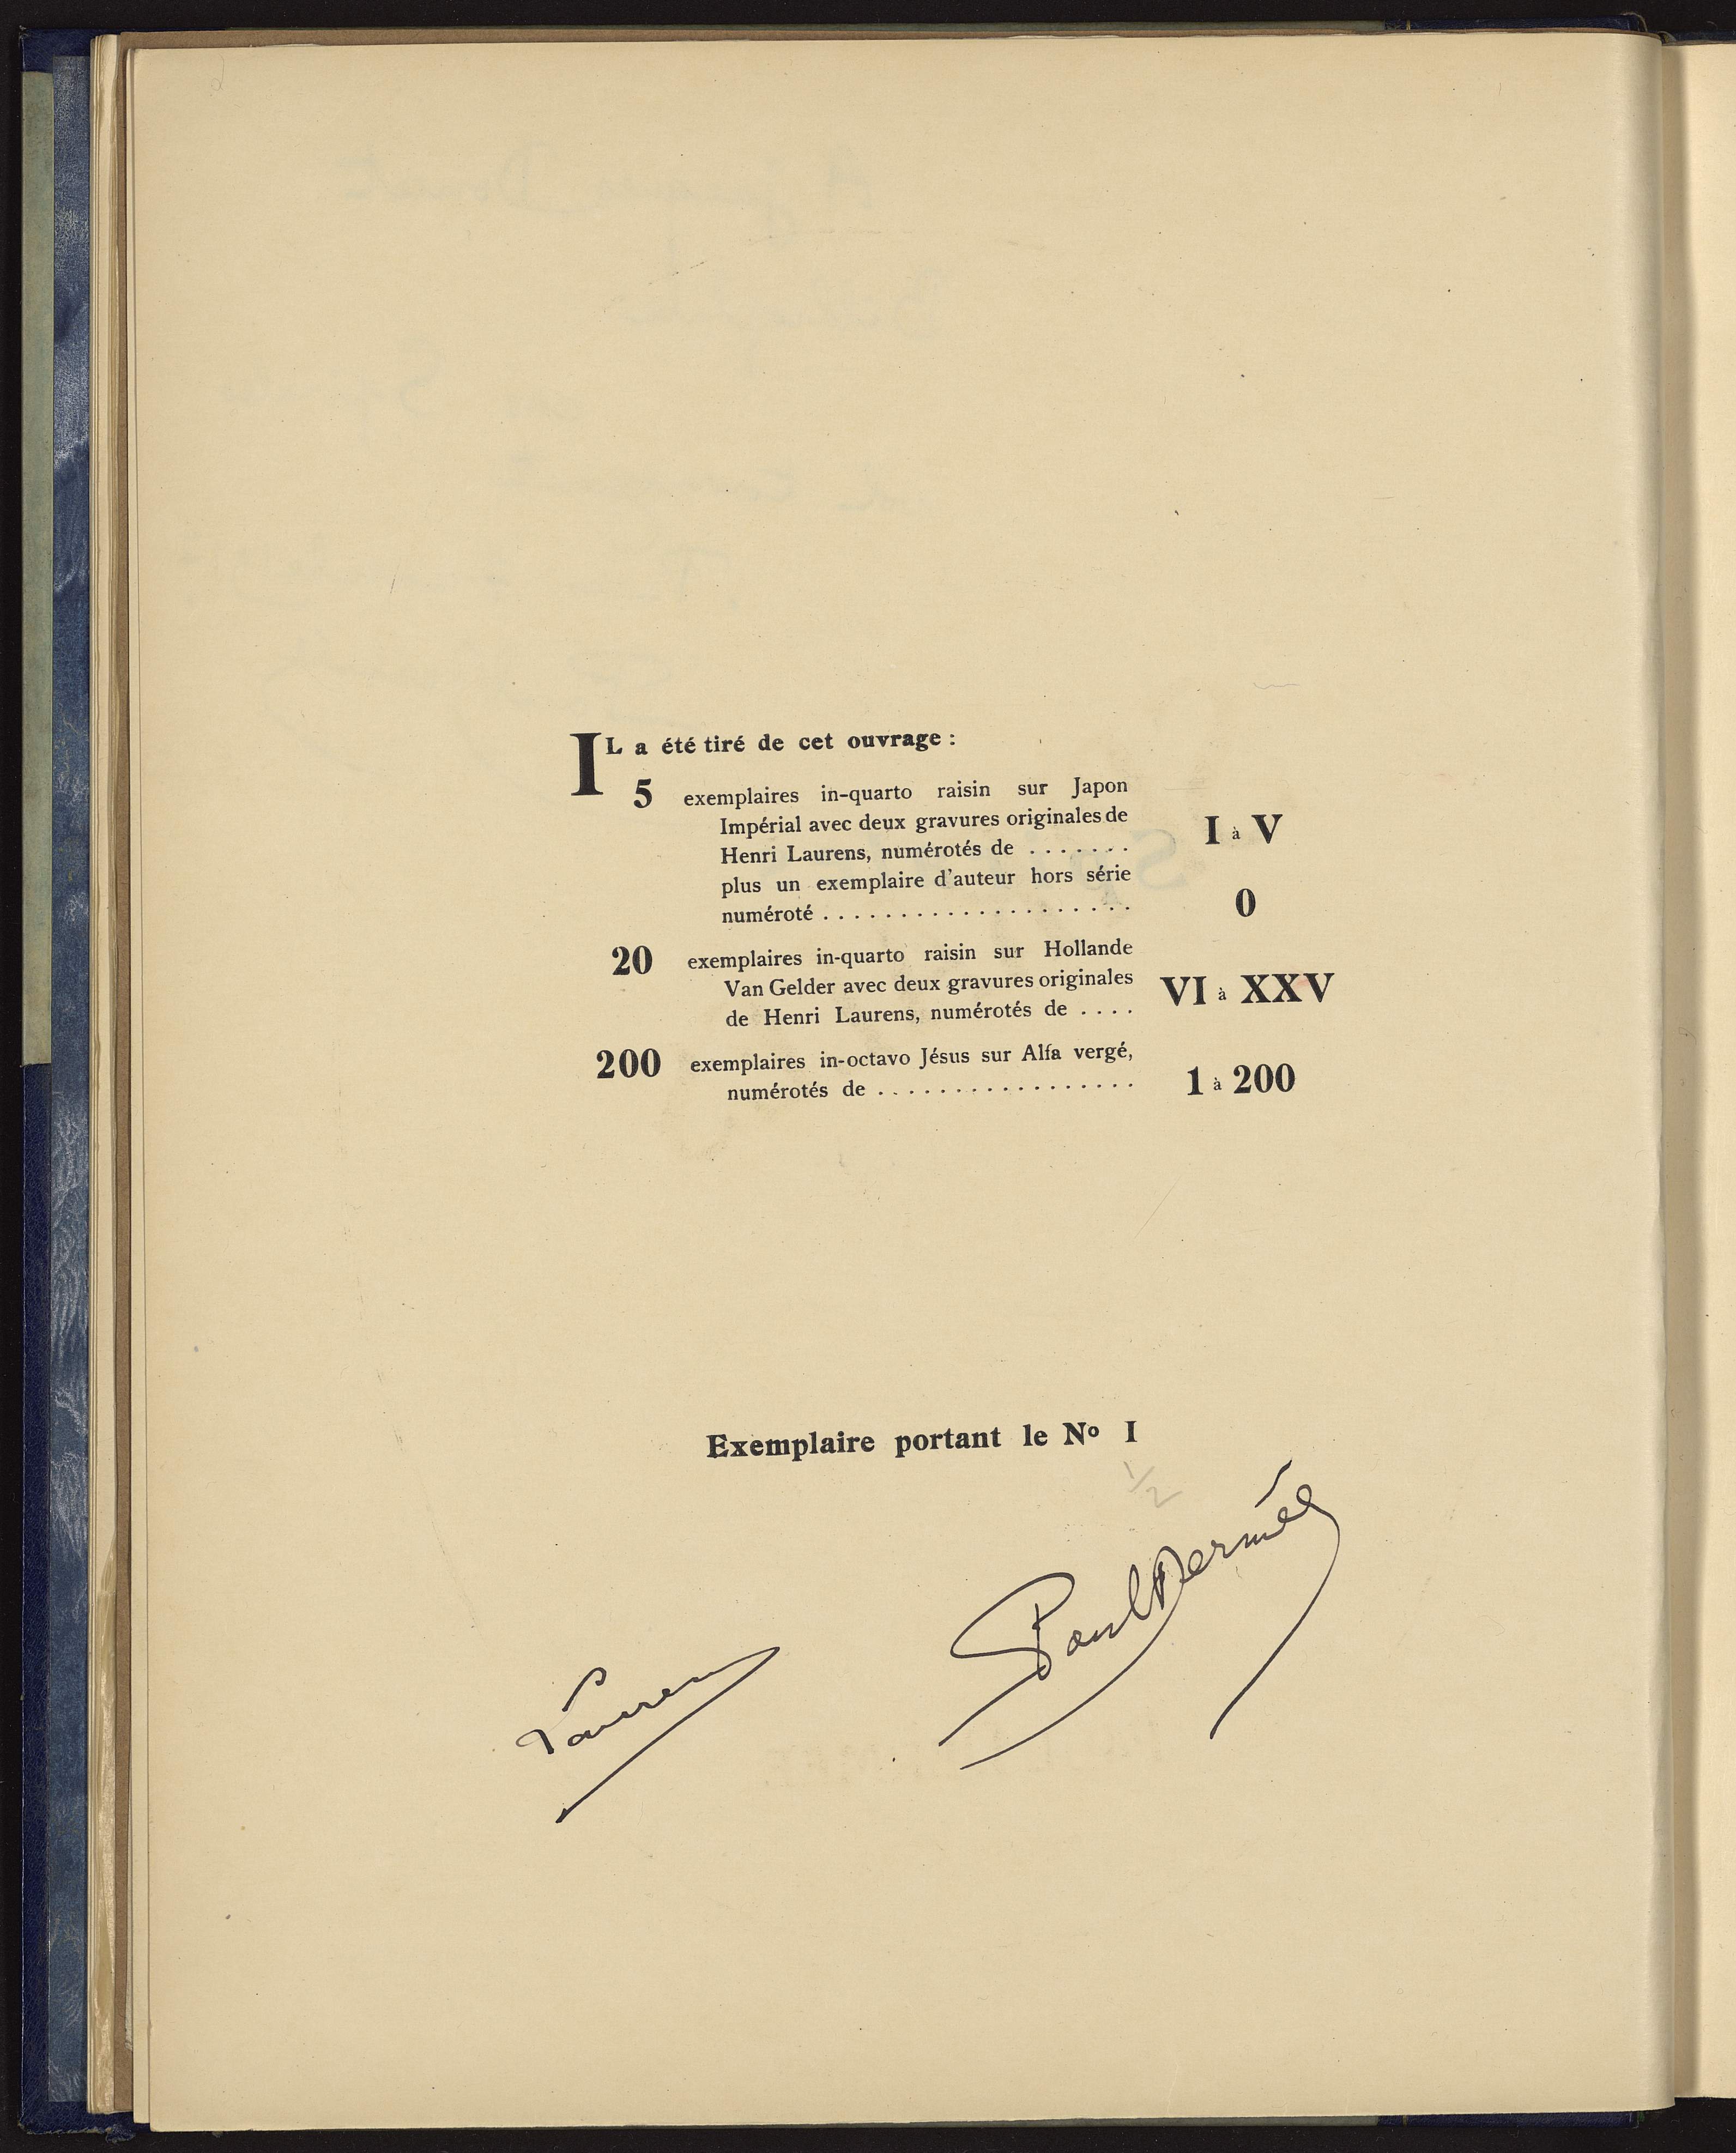 IL a été tiré de cet ouvrage :
5 exemplaires in-quarto raisin sur Japon
Impérial avec deux gravures originales de
Henri Laurens, numérotés de ....... I à V
plus un exemplaire d'auteur hors série
numéroté .................... 0
20 exemplaires in-quarto raisin sur Hollande
Van Gelder avec deux gravures originales
de Henri Laurens, numérotés de .... VI à XXV
200 exemplaires in-octavo Jésus sur Alfa vergé,
numérotés de ................. 1 à 200
Exemplaire portant le Nº I
1/2
Paul Dermée
Laurens